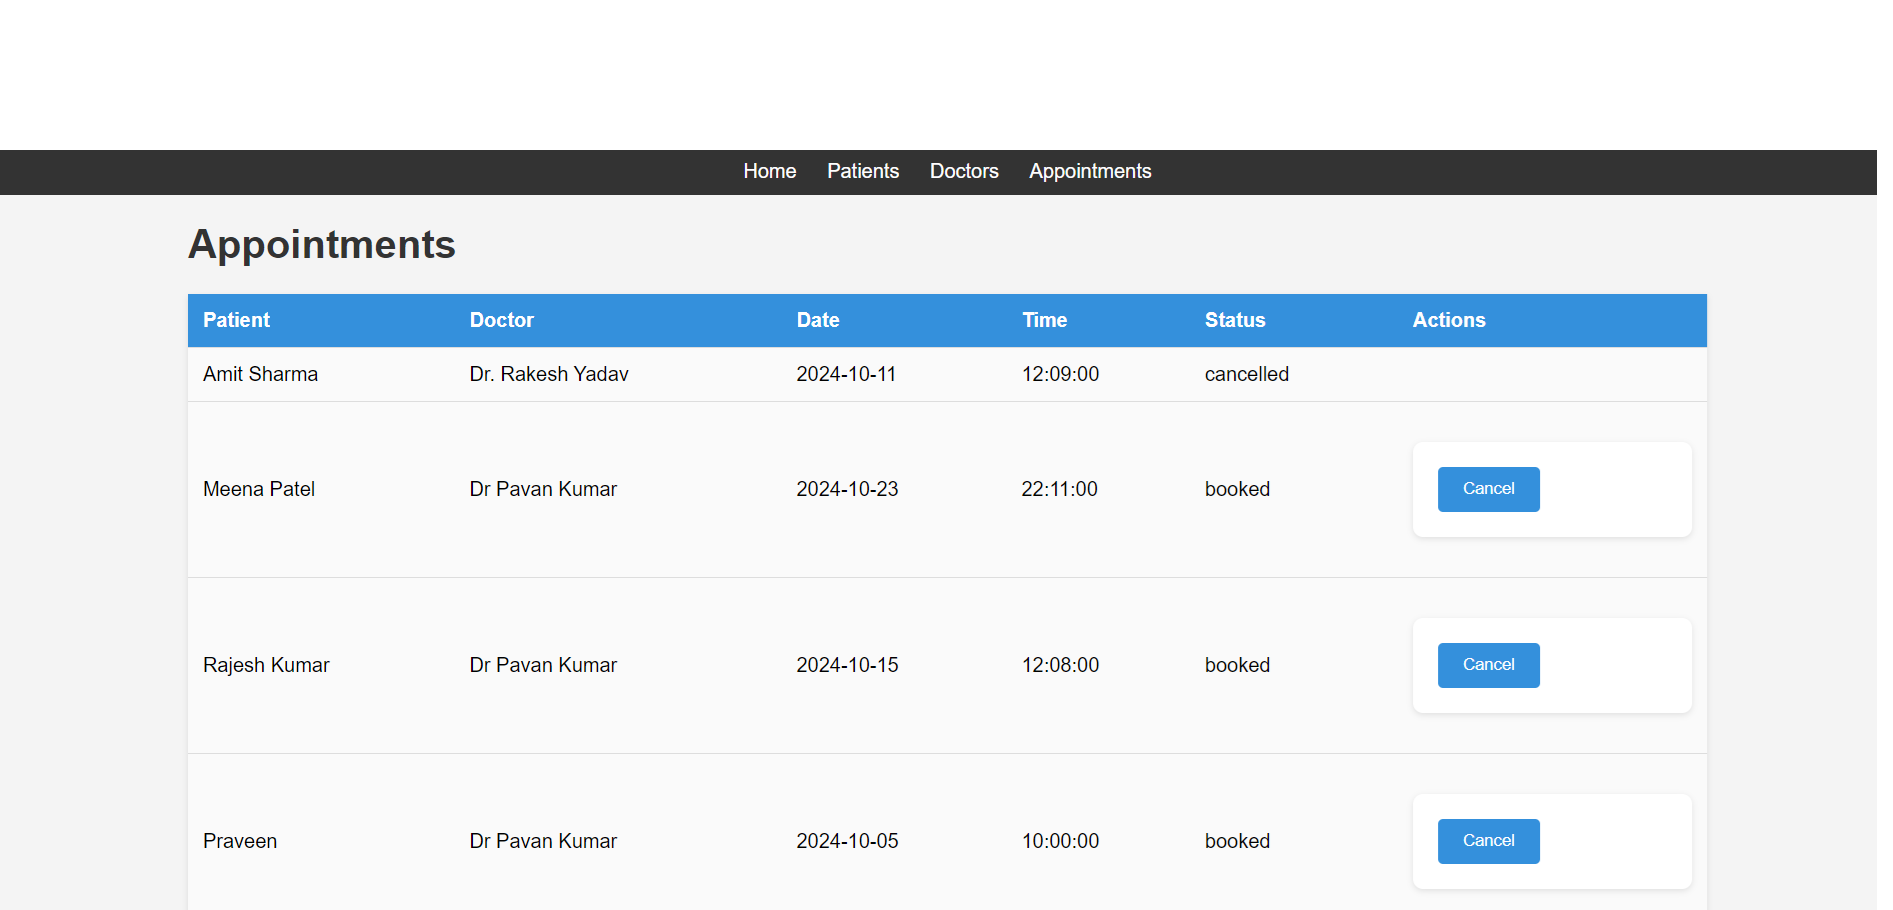 Home Patients Doctors Appointments
Appointments
Patient Doctor Date Time Status Actions
Amit Sharma Dr. Rakesh Yadav 2024-10-11 12:09:00 cancelled
Meena Patel Dr Pavan Kumar 2024-10-23 22:11:00 booked Cancel
Rajesh Kumar Dr Pavan Kumar 2024-10-15 12:08:00 booked Cancel
Praveen Dr Pavan Kumar 2024-10-05 10:00:00 booked Cancel